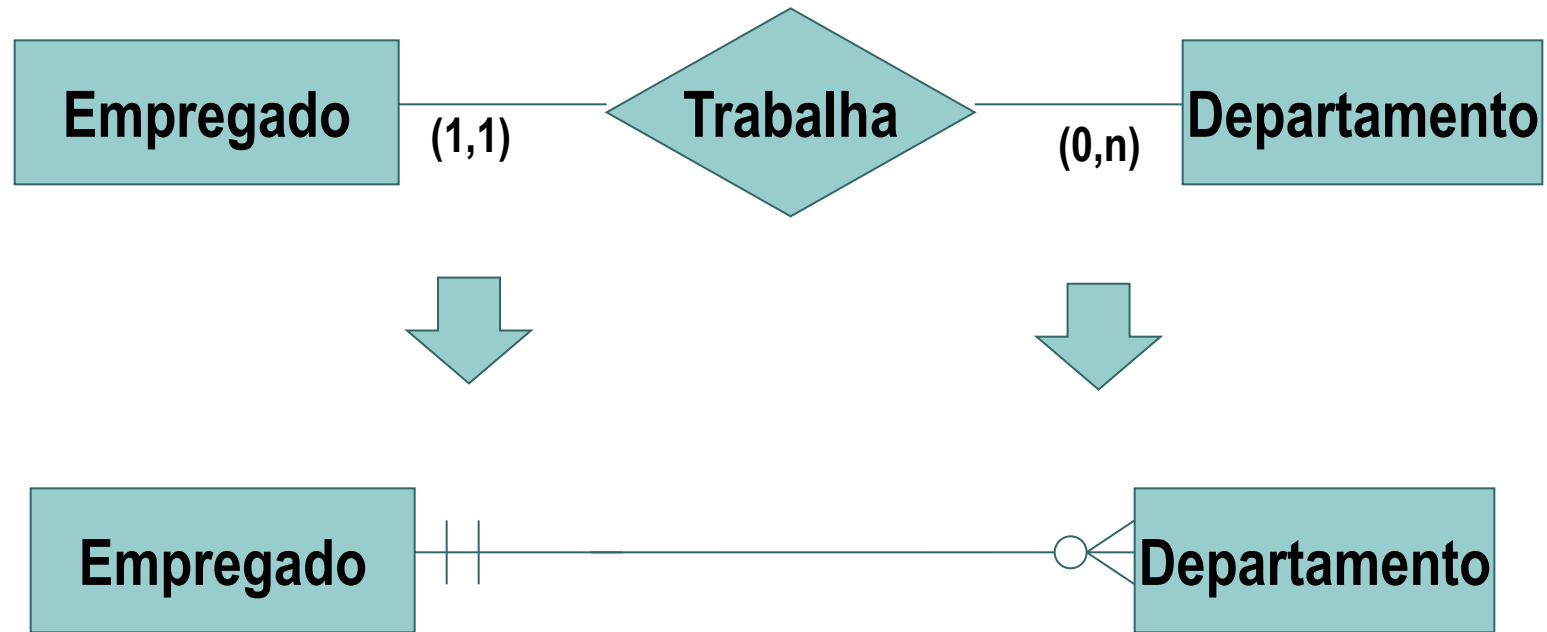 Empregado
(1,1)
Trabalha
(0,n)
Departamento
Empregado
Departamento